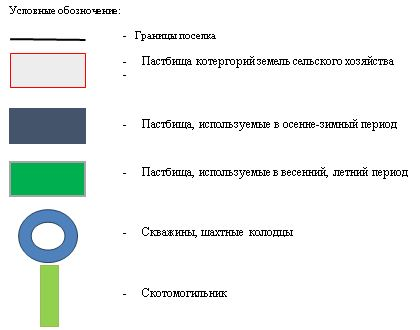 Условные обозначение:
- Границы поселка
- Пастбища котергорий земель сельского хозяйства
-
- Пастбища, используемые в осенне-зимный период
- Пастбища, используемые в весенний, летний период
- Скважины, шахтные колодцы
- Скотомогильник